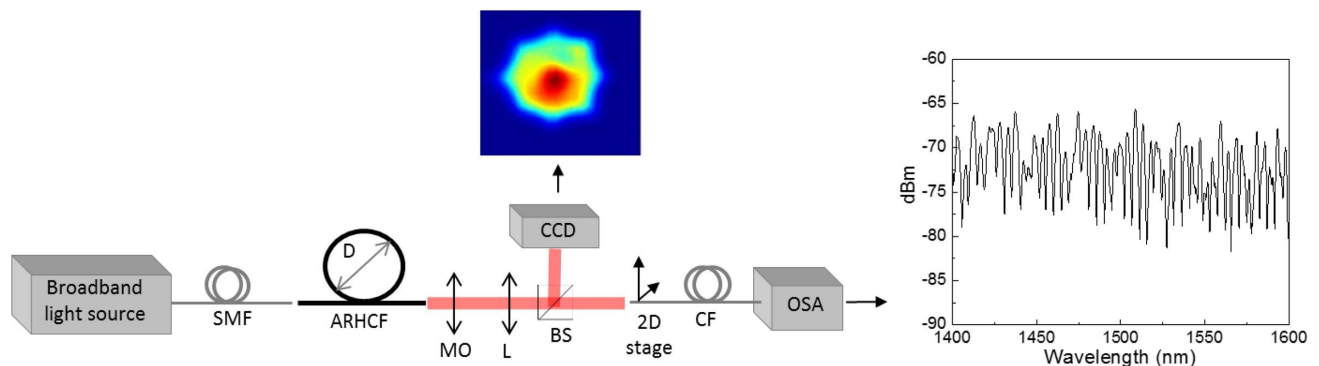 Broadband
light source
SMF
D
ARHCF
MO
L
CCD
BS
2D
stage
CF
OSA
dBm
-60
-65
-70
-75
-80
-85
-90
1400
1450
1500
1550
1600
Wavelength (nm)